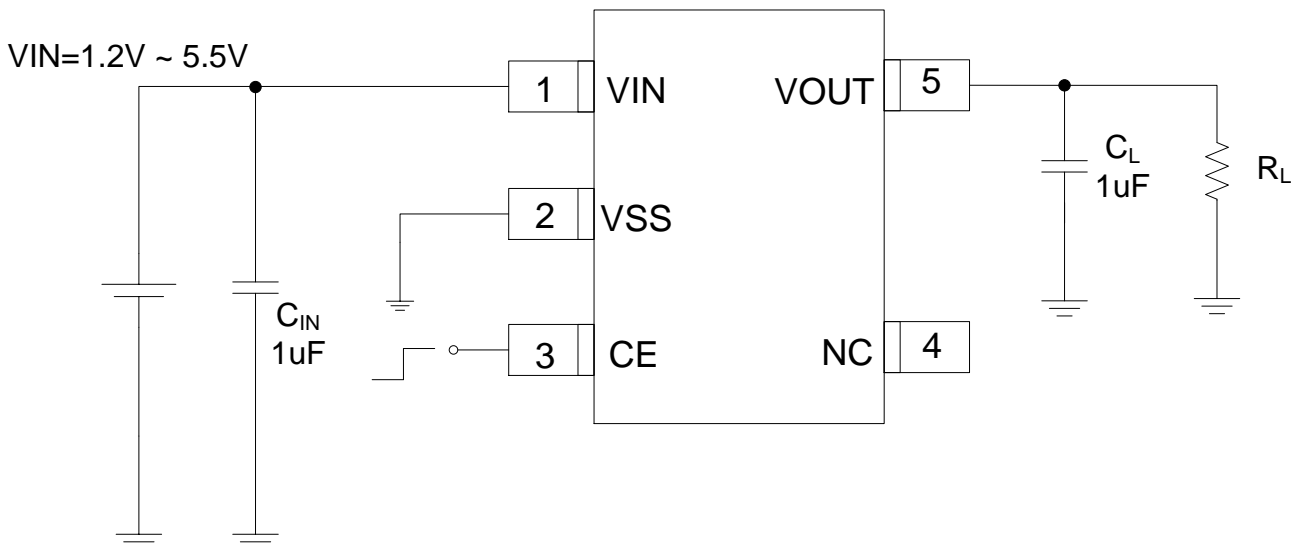 VIN=1.2V ~ 5.5V
1
VIN
VOUT
5
2
VSS
CL
1uF
RL
CIN
1uF
3
CE
NC
4